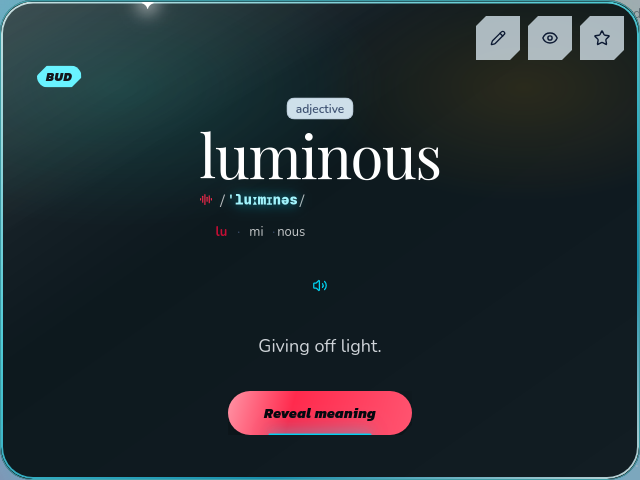 BUD
adjective
luminous
/ˈluːmɪnəs/
lu · mi · nous
Giving off light.
Reveal meaning